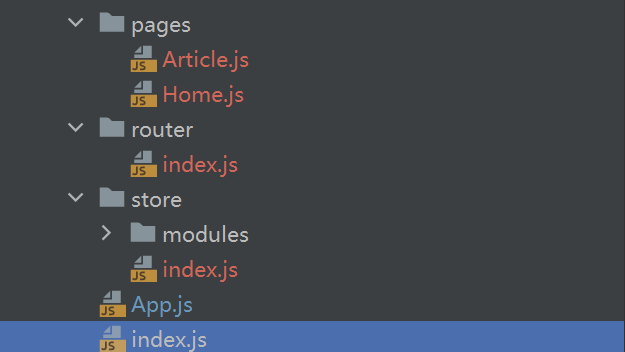 pages
JS Article.js
JS Home.js
router
JS index.js
store
modules
JS index.js
JS App.js
JS index.js